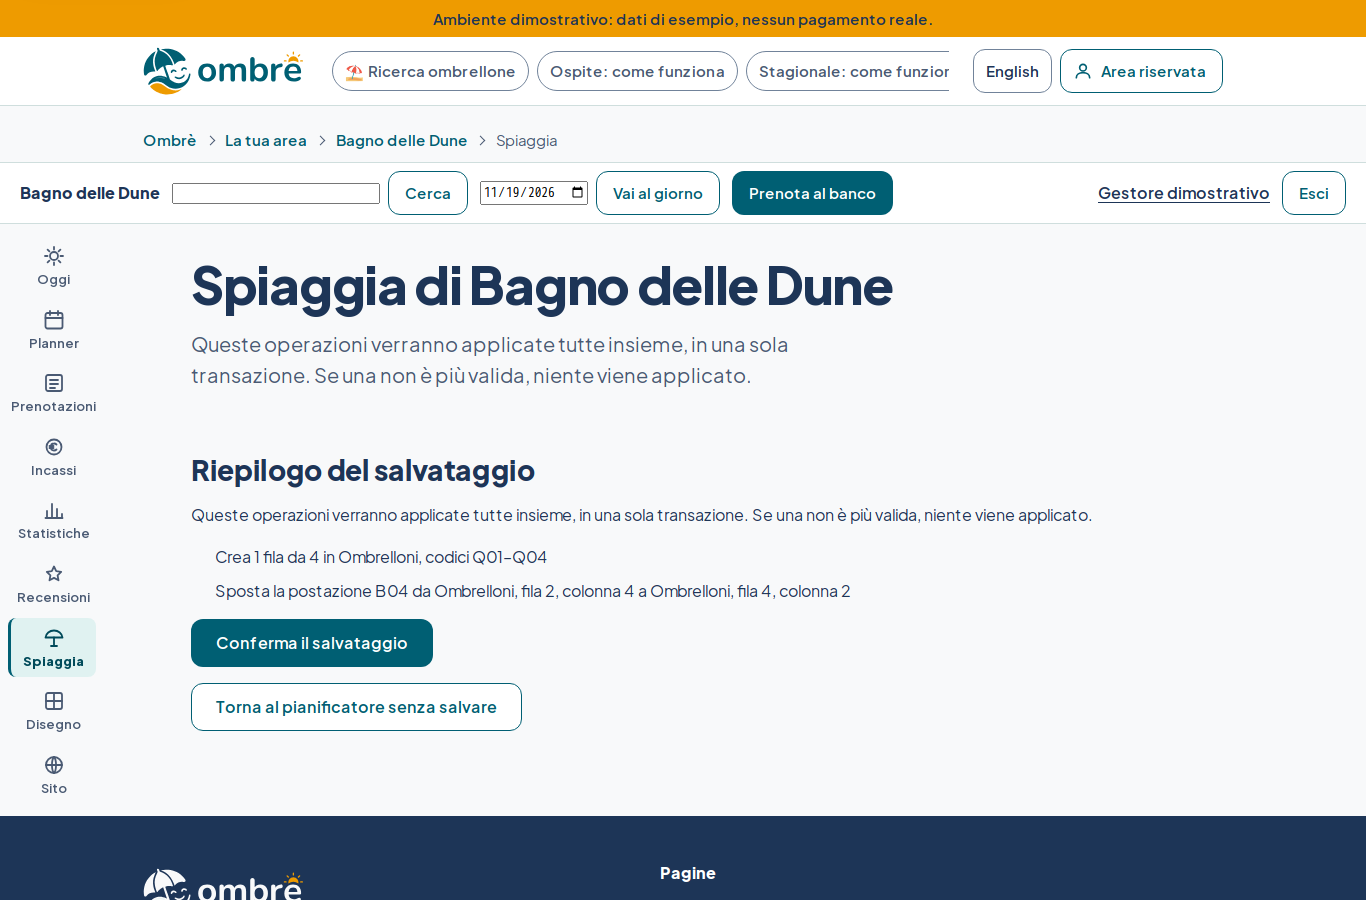 Ambiente dimostrativo: dati di esempio, nessun pagamento reale.
ombrè
Ricerca ombrellone
Ospite: come funziona
Stagionale: come funzion
English
Area riservata
Ombrè
La tua area
Bagno delle Dune
Spiaggia
Bagno delle Dune
Cerca
11/19/2026
Vai al giorno
Prenota al banco
Gestore dimostrativo
Esci
Oggi
Planner
Prenotazioni
Incassi
Statistiche
Recensioni
Spiaggia
Disegno
Sito
Spiaggia di Bagno delle Dune
Queste operazioni verranno applicate tutte insieme, in una sola
transazione. Se una non è più valida, niente viene applicato.
Riepilogo del salvataggio
Queste operazioni verranno applicate tutte insieme, in una sola transazione. Se una non è più valida, niente viene applicato.
Crea 1 fila da 4 in Ombrelloni, codici Q01–Q04
Sposta la postazione B04 da Ombrelloni, fila 2, colonna 4 a Ombrelloni, fila 4, colonna 2
Conferma il salvataggio
Torna al pianificatore senza salvare
ombrè
Pagine